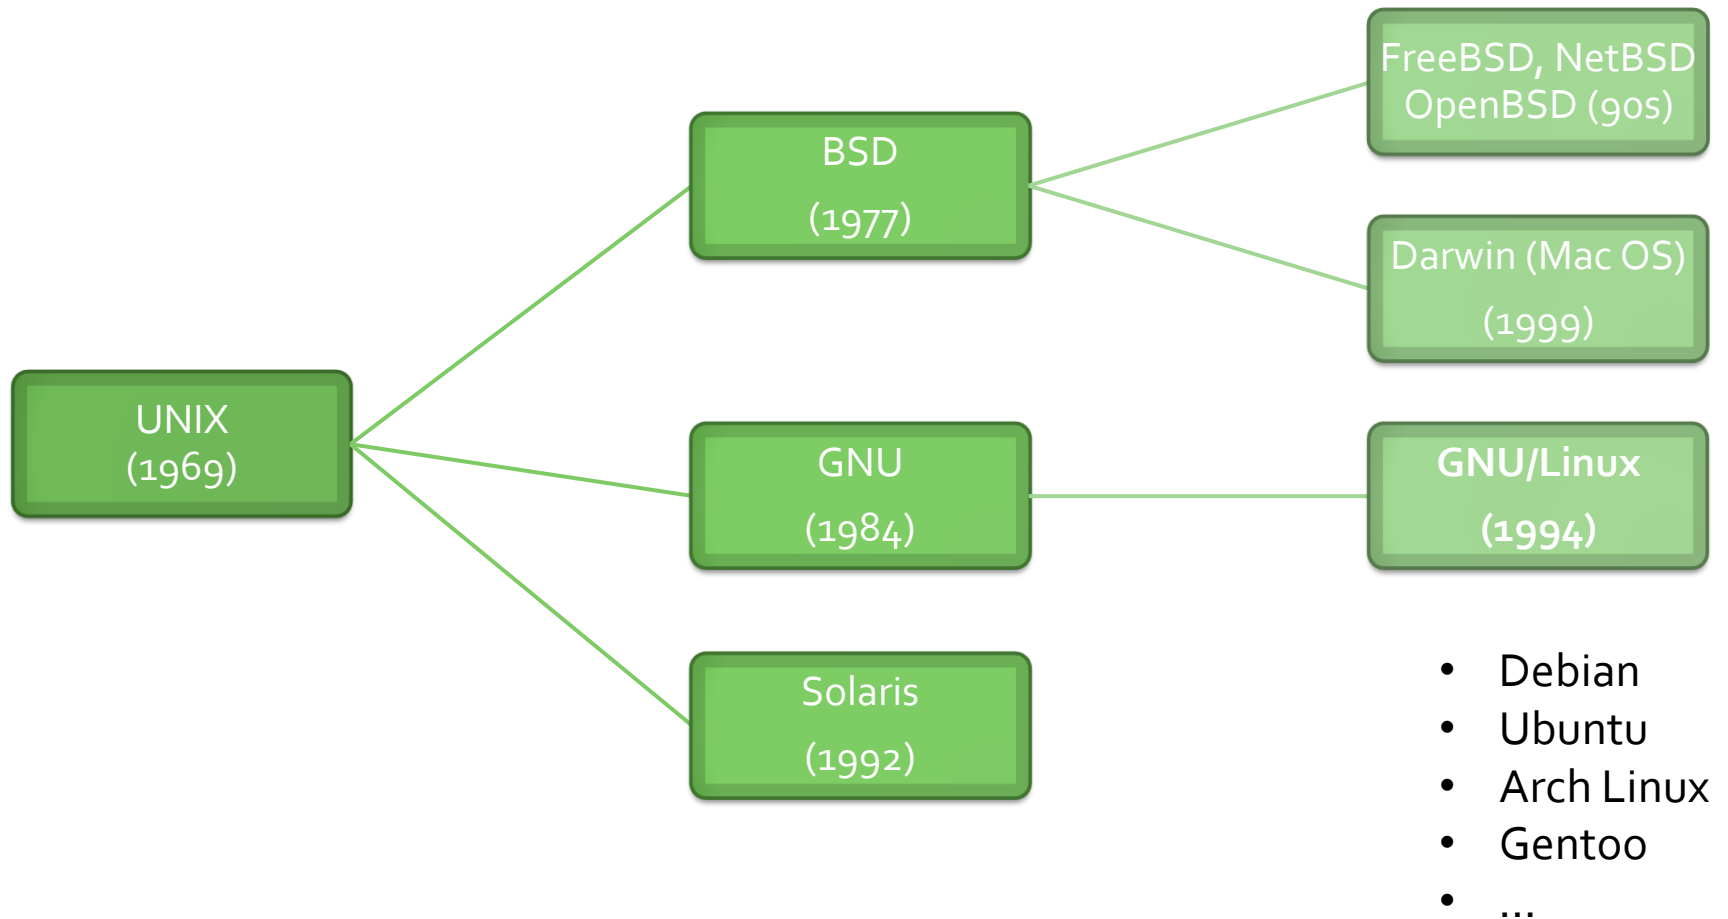 UNIX
(1969)
BSD
(1977)
GNU
(1984)
Solaris
(1992)
FreeBSD, NetBSD
OpenBSD (90s)
Darwin (Mac OS)
(1999)
GNU/Linux
(1994)
• Debian
• Ubuntu
• Arch Linux
• Gentoo
• ...